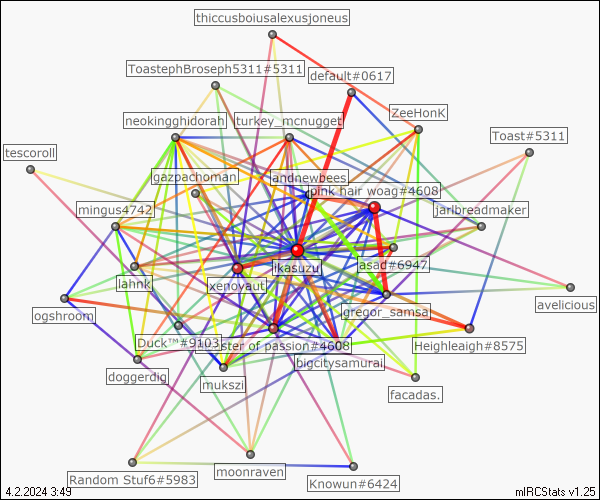 thiccusboiusalexusjoneus
ToastephBroseph5311#5311
default#0617
ZeeHonK
neokingghidorah
turkey_mcnugget
Toast#5311
tescoroll
gazpachoman
andnewbees
pink hair woag#4608
mingus4742
jaribreadmaker
ikasuzu
asad#6947
lahnk
xenoyaut
avelicious
ogshroom
gregor_samsa
Duck™#9103
ster of passion#4608
Heighleaigh#8575
bigcitysamurai
doggerdig
mukszi
facadas.
moonraven
Random Stuf6#5983
Knowun#6424
4.2.2024 3:49
mIRCStats v1.25